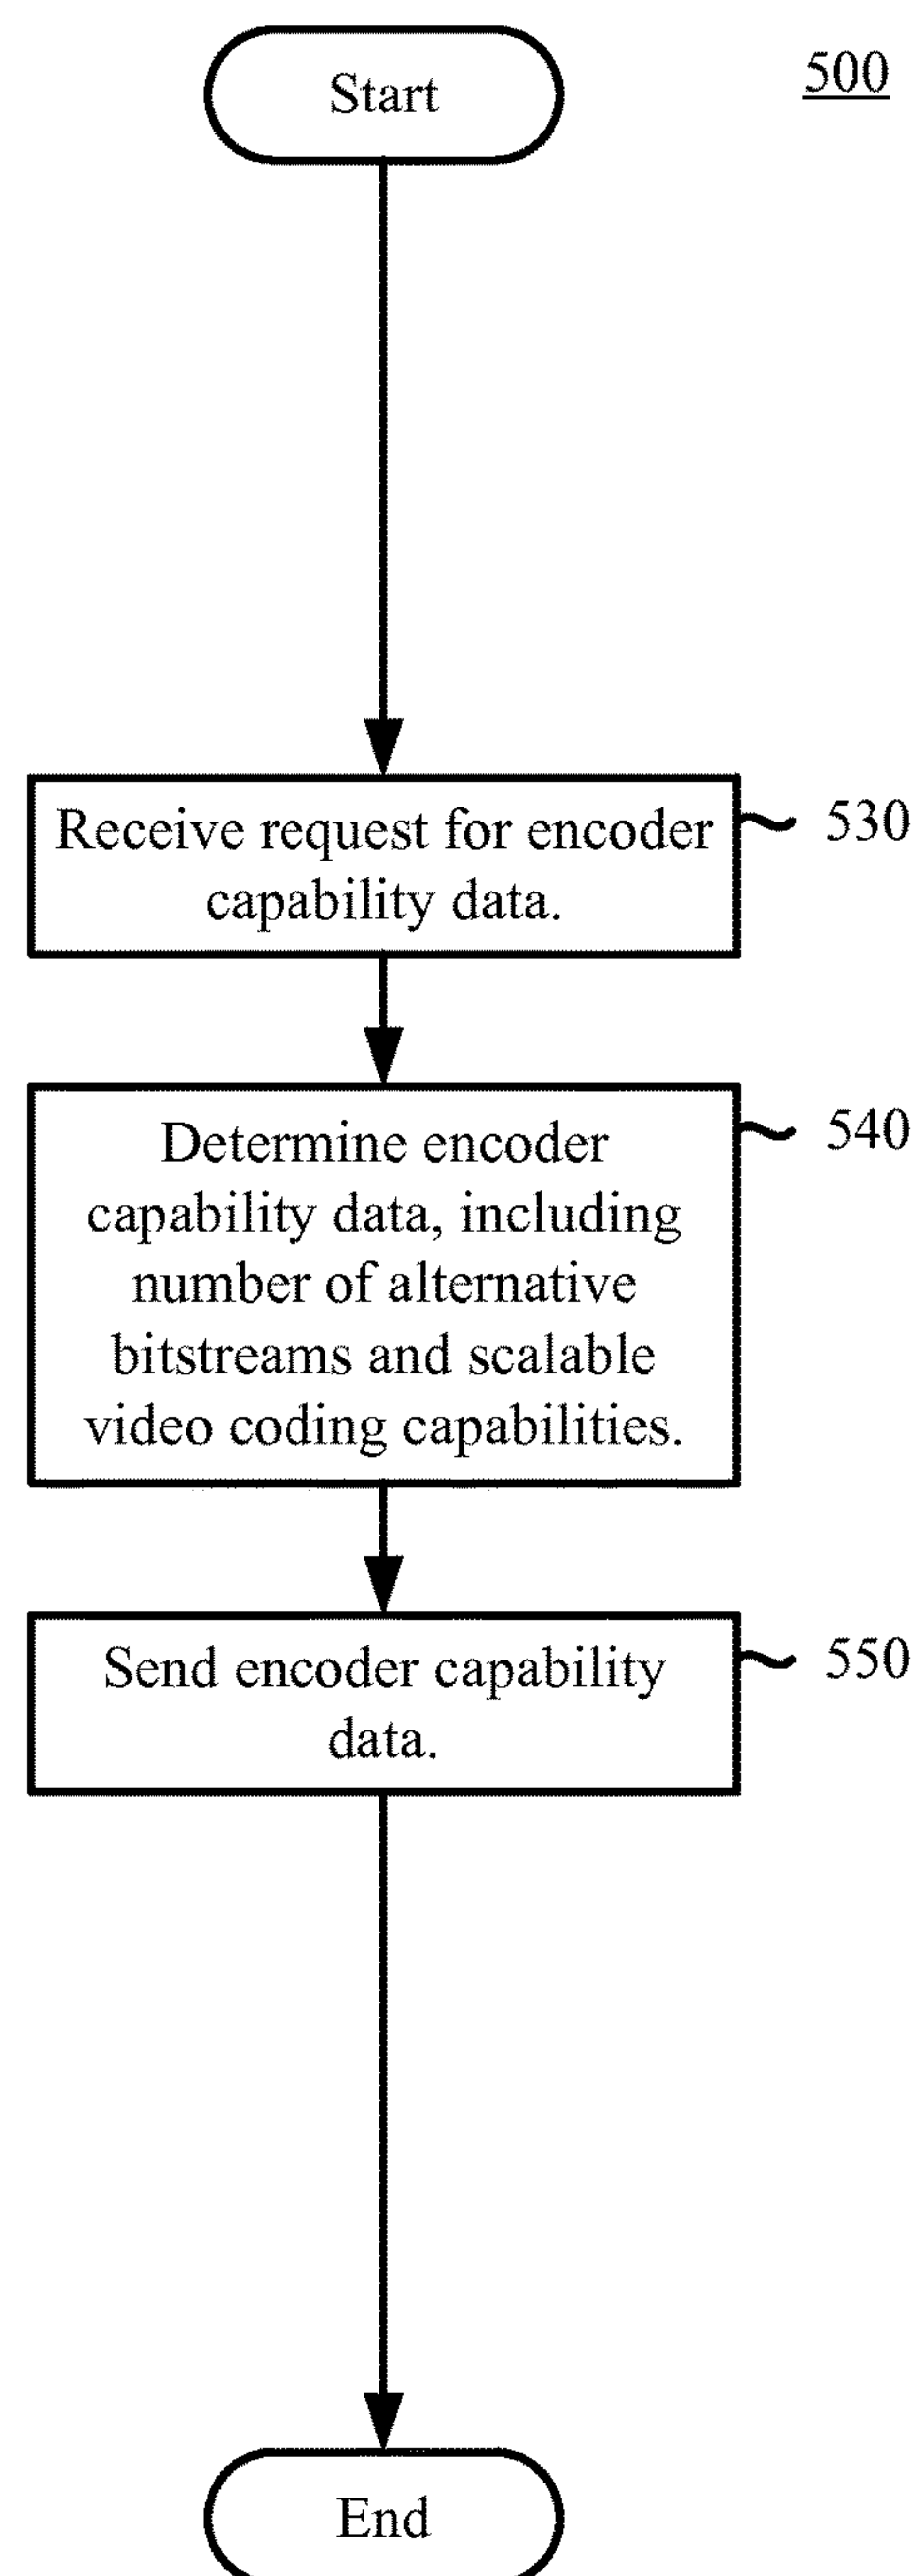 Start
500
Receive request for encoder
capability data.
530
Determine encoder
capability data, including
number of alternative
bitstreams and scalable
video coding capabilities.
540
Send encoder capability
data.
550
End